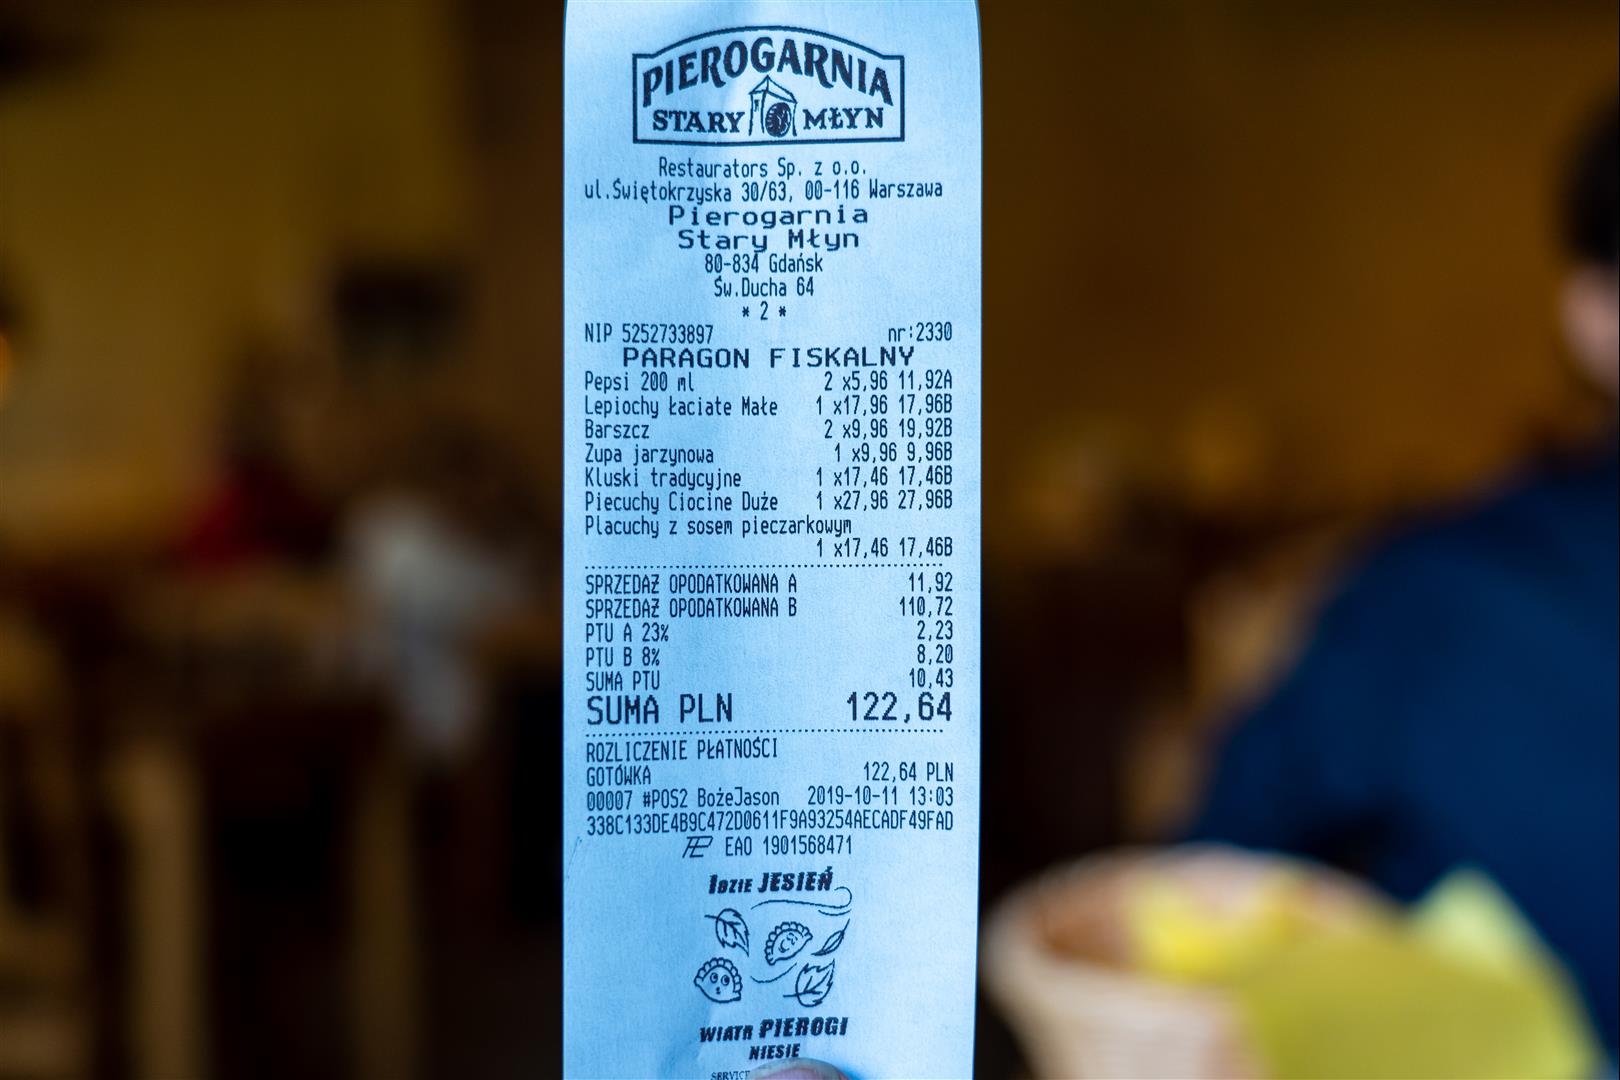 PIEROGARNIA
STARY MŁYN
Restaurators Sp. z o.o.
ul.Świętokrzyska 30/63, 00-116 Warszawa
Pierogarnia
Stary Młyn
80-834 Gdańsk
Św.Ducha 64
* 2 *
NIP 5252733897 nr:2330
PARAGON FISKALNY
Pepsi 200 ml 2 x5,96 11,92A
Lepiochy Łaciate Małe 1 x17,96 17,96B
Barszcz 2 x9,96 19,92B
Zupa jarzynowa 1 x9,96 9,96B
Kluski tradycyjne 1 x17,46 17,46B
Piecuchy Ciocine Duże 1 x27,96 27,96B
Placuchy z sosem pieczarkowym
1 x17,46 17,46B
SPRZEDAŻ OPODATKOWANA A 11,92
SPRZEDAŻ OPODATKOWANA B 110,72
PTU A 23% 2,23
PTU B 8% 8,20
SUMA PTU 10,43
SUMA PLN 122,64
ROZLICZENIE PŁATNOŚCI
GOTÓWKA 122,64 PLN
00007 #POS2 BożeJason 2019-10-11 13:03
338C133DE4B9C472D0611F9A93254AECADF49FAD
EAO 1901568471
IDZIE JESIEŃ
WIATR PIEROGI
NIESIE
SERVICE